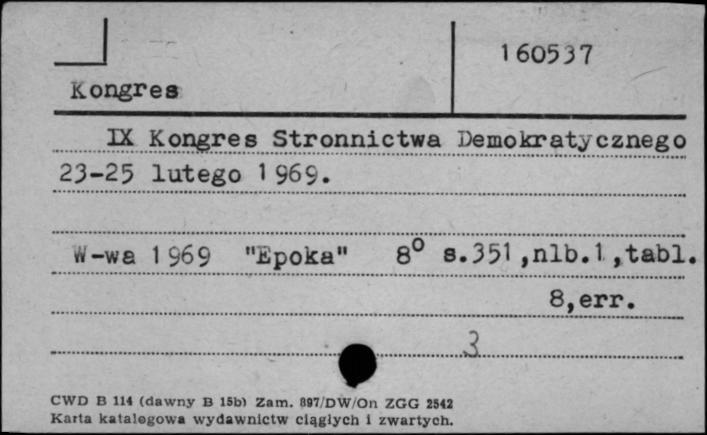 160537
Kongres
IX Kongres Stronnictwa Demokratycznego
23-25 lutego 1969.
W-wa 1969 "Epoka" 8° s.351,nlb.1,tabl.
8,err.
3
CWD B 114 (dawny B 15b) Zam. 897/DW/On ZGG 2542
Karta katalogowa wydawnictw ciągłych i zwartych.